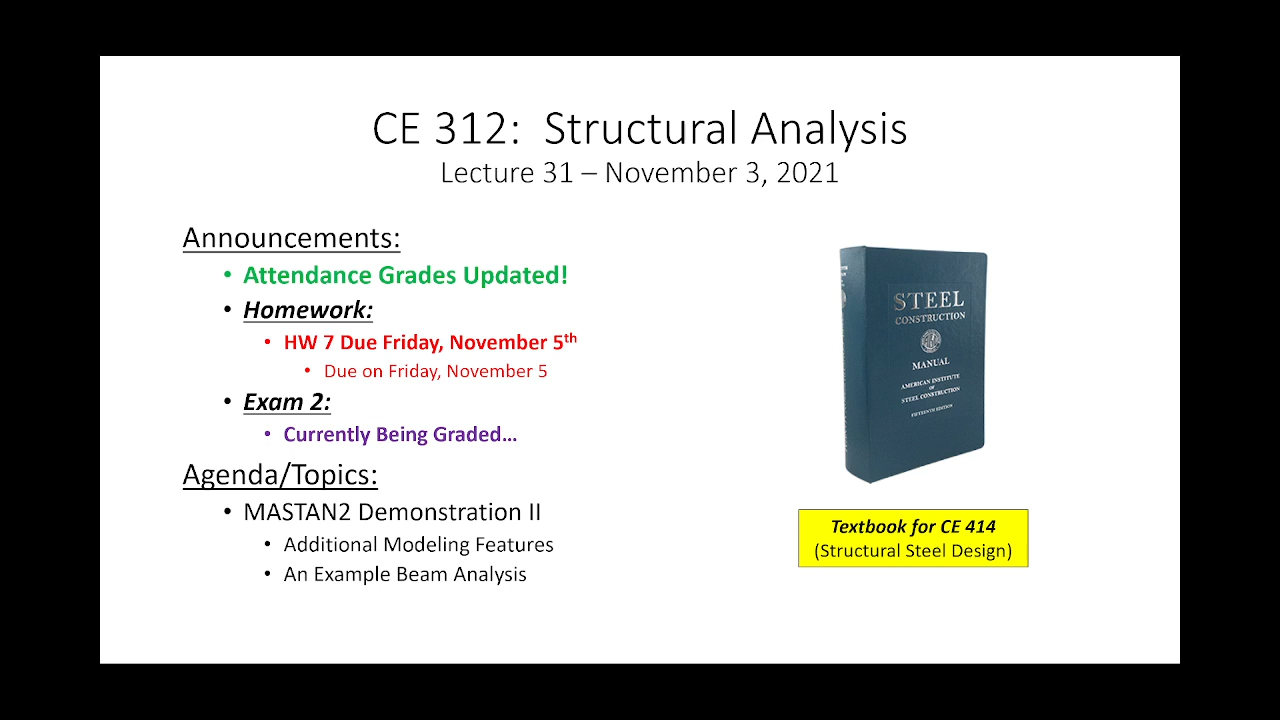 CE 312: Structural Analysis
Lecture 31 – November 3, 2021
Announcements:
• Attendance Grades Updated!
• Homework:
• HW 7 Due Friday, November 5th
• Due on Friday, November 5
• Exam 2:
• Currently Being Graded…
Agenda/Topics:
• MASTAN2 Demonstration II
• Additional Modeling Features
• An Example Beam Analysis
STEEL
CONSTRUCTION
MANUAL
AMERICAN INSTITUTE
OF
STEEL CONSTRUCTION
FIFTEENTH EDITION
Textbook for CE 414
(Structural Steel Design)